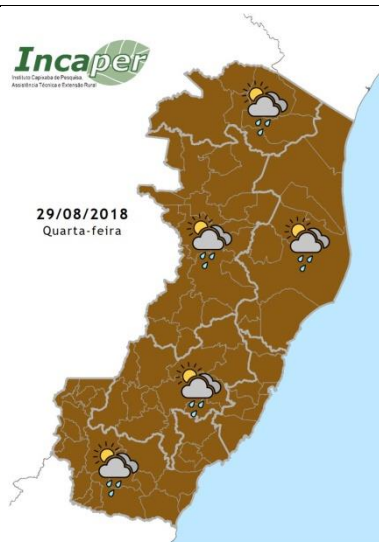 Incaper
Instituto Capixaba de Pesquisa,
Assistência Técnica e Extensão Rural
29/08/2018
Quarta-feira